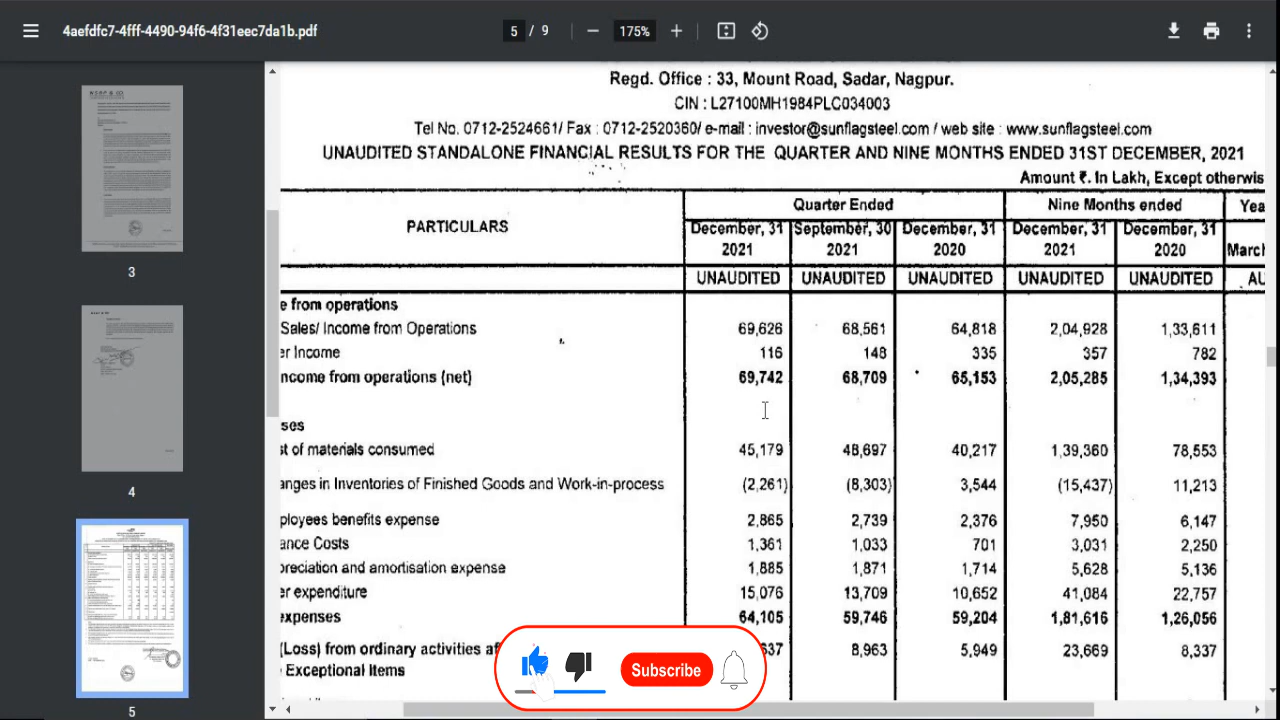 4aefdfc7-4fff-4490-94f6-4f31eec7da1b.pdf
5 / 9
175%
3
4
5
Regd. Office : 33, Mount Road, Sadar, Nagpur.
CIN : L27100MH1984PLC034003
Tel No. 0712-2524661/ Fax : 0712-2520360/ e-mail : investor@sunflagsteel.com / web site : www.sunflagsteel.com
UNAUDITED STANDALONE FINANCIAL RESULTS FOR THE QUARTER AND NINE MONTHS ENDED 31ST DECEMBER, 2021
Amount ₹. In Lakh, Except otherwis
PARTICULARS Quarter Ended Nine Months ended Yea
December, 31 September, 30 December, 31 December, 31 December, 31
2021 2021 2020 2021 2020 March
UNAUDITED UNAUDITED UNAUDITED UNAUDITED UNAUDITED AU
e from operations
Sales/ Income from Operations 69,626 68,561 64,818 2,04,928 1,33,611
er Income 116 148 335 357 782
ncome from operations (net) 69,742 68,709 65,153 2,05,285 1,34,393
ses
st of materials consumed 45,179 48,697 40,217 1,39,360 78,553
anges in Inventories of Finished Goods and Work-in-process (2,261) (8,303) 3,544 (15,437) 11,213
ployees benefits expense 2,865 2,739 2,376 7,950 6,147
ance Costs 1,361 1,033 701 3,031 2,250
preciation and amortisation expense 1,885 1,871 1,714 5,628 5,136
er expenditure 15,076 13,709 10,652 41,084 22,757
xpenses 64,105 59,746 59,204 1,81,616 1,26,056
(Loss) from ordinary activities af 637 8,963 5,949 23,669 8,337
Exceptional Items
Subscribe